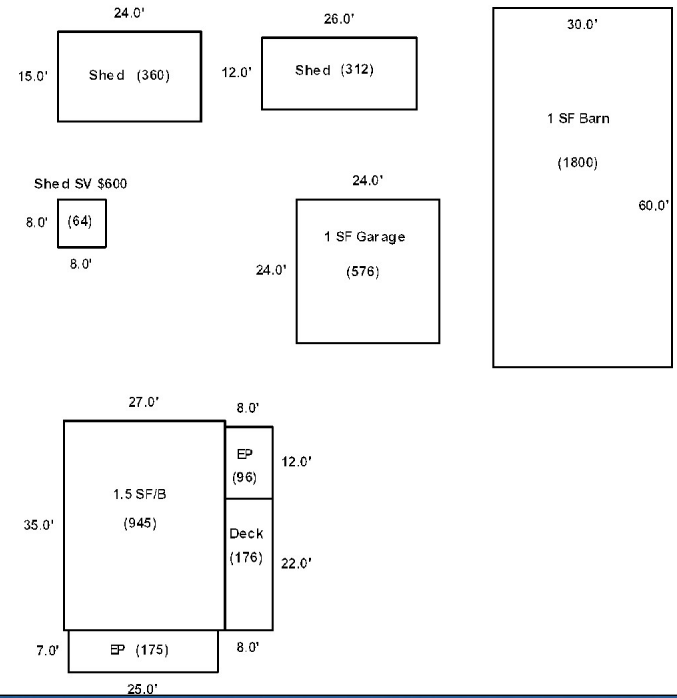 24.0'
15.0'
Shed (360)
26.0'
12.0'
Shed (312)
30.0'
1 SF Barn
(1800)
60.0'
Shed SV $600
8.0'
(64)
8.0'
24.0'
24.0'
1 SF Garage
(576)
27.0'
35.0'
1.5 SF/B
(945)
8.0'
EP
(96)
12.0'
Deck
(176)
22.0'
8.0'
7.0'
EP (175)
25.0'